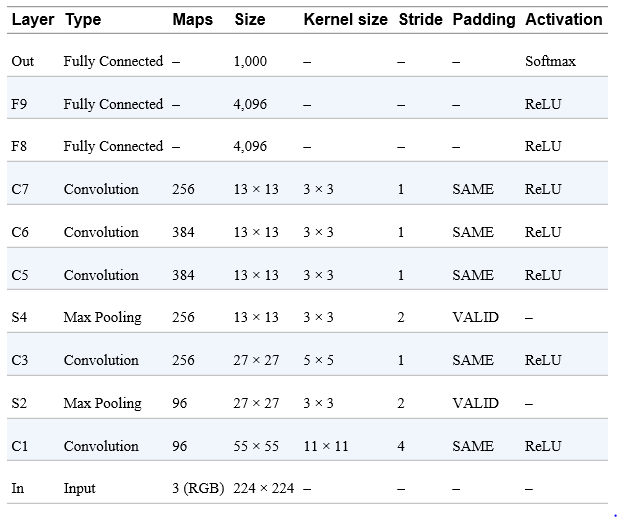 Layer Type Maps Size Kernel size Stride Padding Activation
Out Fully Connected – 1,000 – – – Softmax
F9 Fully Connected – 4,096 – – – ReLU
F8 Fully Connected – 4,096 – – – ReLU
C7 Convolution 256 13 × 13 3 × 3 1 SAME ReLU
C6 Convolution 384 13 × 13 3 × 3 1 SAME ReLU
C5 Convolution 384 13 × 13 3 × 3 1 SAME ReLU
S4 Max Pooling 256 13 × 13 3 × 3 2 VALID –
C3 Convolution 256 27 × 27 5 × 5 1 SAME ReLU
S2 Max Pooling 96 27 × 27 3 × 3 2 VALID –
C1 Convolution 96 55 × 55 11 × 11 4 SAME ReLU
In Input 3 (RGB) 224 × 224 – – – –
.